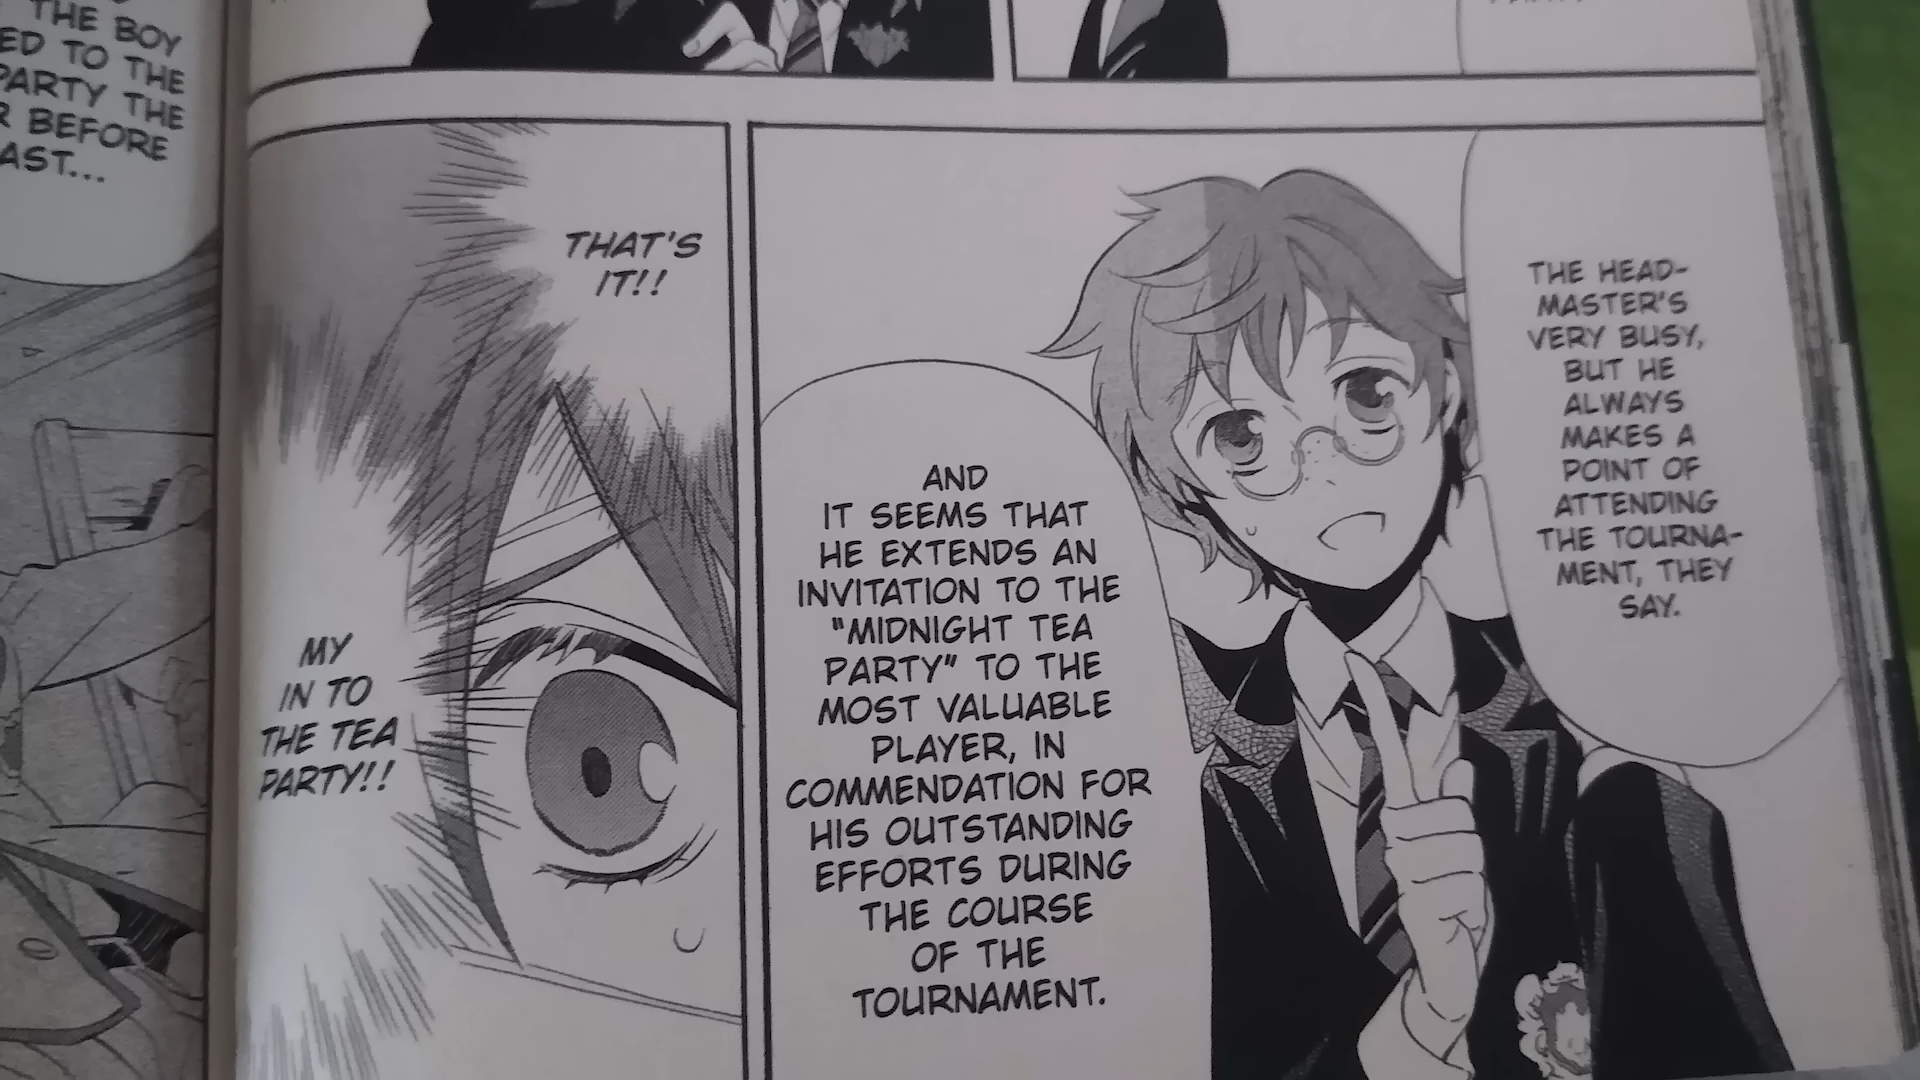 THE BOY
ED TO THE
PARTY THE
R BEFORE
AST...
THAT'S
IT!!
MY
IN TO
THE TEA
PARTY!!
THE HEAD-
MASTER'S
VERY BUSY,
BUT HE
ALWAYS
MAKES A
POINT OF
ATTENDING
THE TOURNA-
MENT, THEY
SAY.
AND
IT SEEMS THAT
HE EXTENDS AN
INVITATION TO THE
"MIDNIGHT TEA
PARTY" TO THE
MOST VALUABLE
PLAYER, IN
COMMENDATION FOR
HIS OUTSTANDING
EFFORTS DURING
THE COURSE
OF THE
TOURNAMENT.